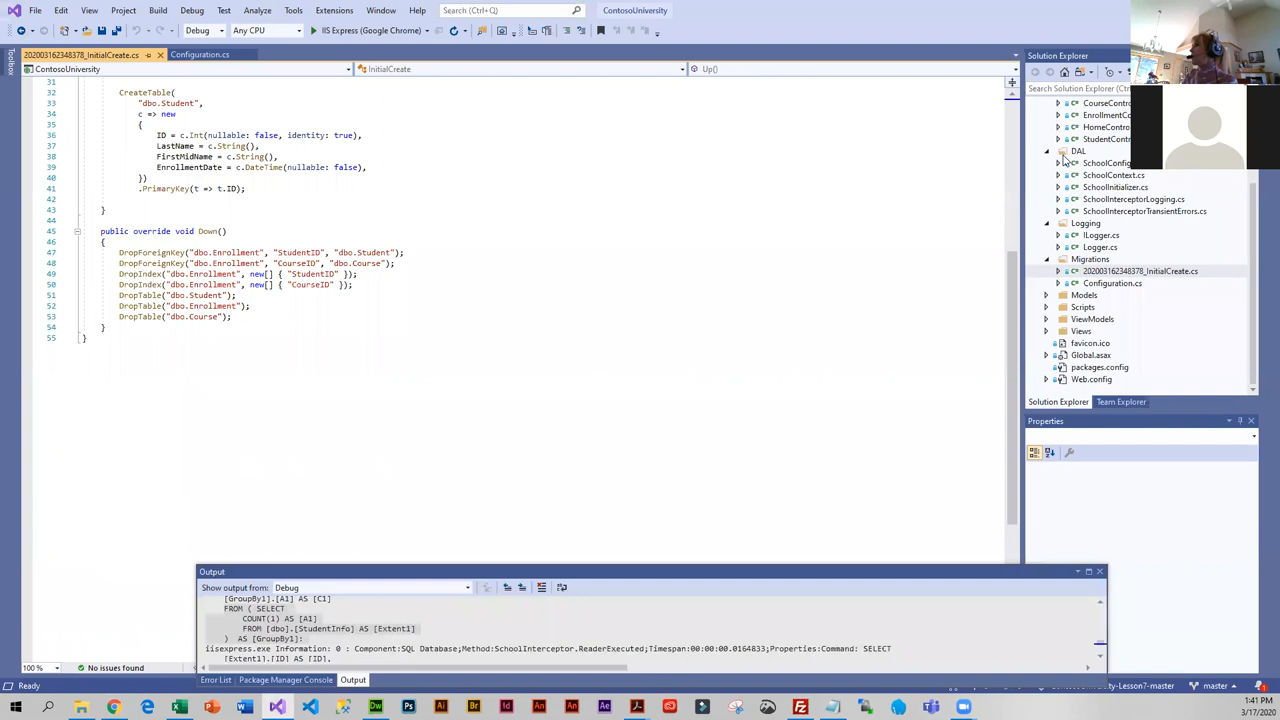 File Edit View Project Build Debug Test Analyze Tools Extensions Window Help Search (Ctrl+Q) ContosoUniversity
Debug Any CPU IIS Express (Google Chrome)
Toolbox
202003162348378_InitialCreate.cs Configuration.cs
ContosoUniversity InitialCreate Up()
31
32 CreateTable(
33 "dbo.Student",
34 c => new
35 {
36 ID = c.Int(nullable: false, identity: true),
37 LastName = c.String(),
38 FirstMidName = c.String(),
39 EnrollmentDate = c.DateTime(nullable: false),
40 })
41 .PrimaryKey(t => t.ID);
42
43 }
44
45 public override void Down()
46 {
47 DropForeignKey("dbo.Enrollment", "StudentID", "dbo.Student");
48 DropForeignKey("dbo.Enrollment", "CourseID", "dbo.Course");
49 DropIndex("dbo.Enrollment", new[] { "StudentID" });
50 DropIndex("dbo.Enrollment", new[] { "CourseID" });
51 DropTable("dbo.Student");
52 DropTable("dbo.Enrollment");
53 DropTable("dbo.Course");
54 }
55 }
100 % No issues found
Output
Show output from: Debug
[GroupBy1].[A1] AS [C1]
FROM ( SELECT
COUNT(1) AS [A1]
FROM [dbo].[StudentInfo] AS [Extent1]
) AS [GroupBy1]:
iisexpress.exe Information: 0 : Component:SQL Database;Method:SchoolInterceptor.ReaderExecuted;Timespan:00:00:00.0164833;Properties:Command: SELECT
[Extent1].[ID] AS [ID],
Error List Package Manager Console Output
Solution Explorer
Search Solution Explorer (Ctrl
CourseContro
EnrollmentCo
HomeContro
StudentContr
DAL
SchoolConfig
SchoolContext.cs
SchoolInitializer.cs
SchoolInterceptorLogging.cs
SchoolInterceptorTransientErrors.cs
Logging
ILogger.cs
Logger.cs
Migrations
202003162348378_InitialCreate.cs
Configuration.cs
Models
Scripts
ViewModels
Views
favicon.ico
Global.asax
packages.config
Web.config
Solution Explorer Team Explorer
Properties
Ready master
1:41 PM
3/17/2020